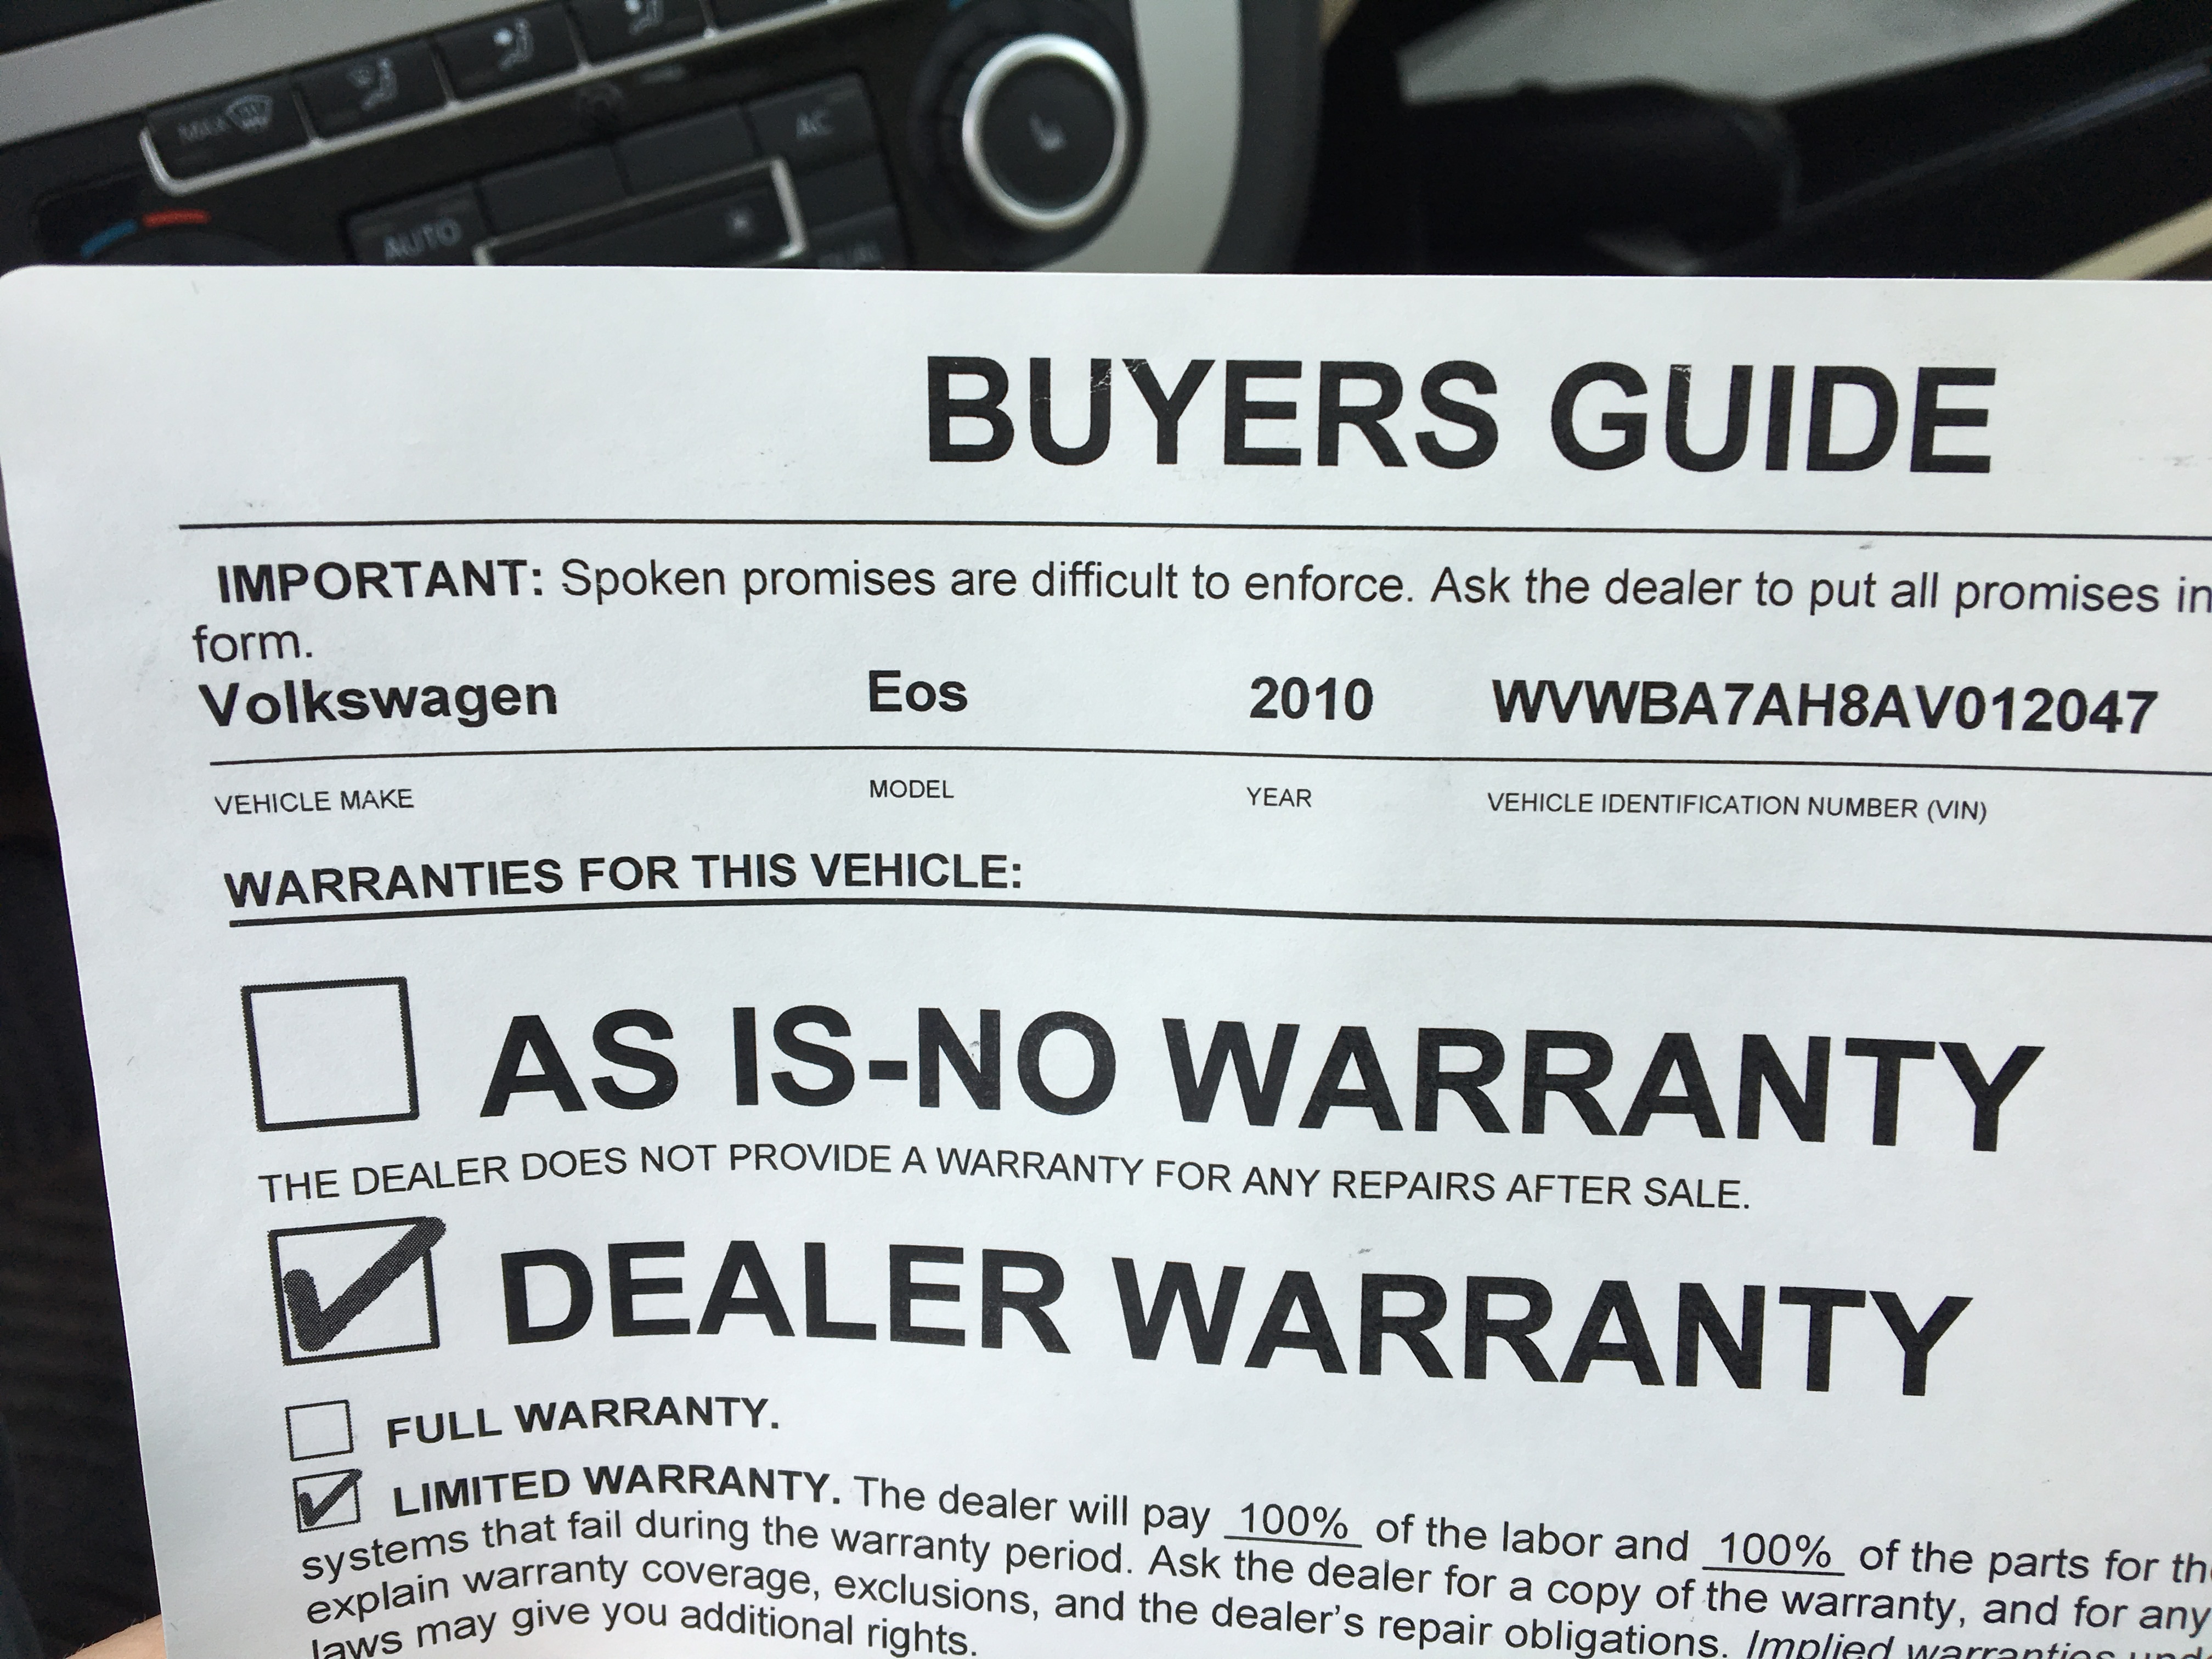 MAX
AC
AUTO
DUAL
BUYERS GUIDE
IMPORTANT: Spoken promises are difficult to enforce. Ask the dealer to put all promises in
form.
Volkswagen Eos 2010 WVWBA7AH8AV012047
VEHICLE MAKE MODEL YEAR VEHICLE IDENTIFICATION NUMBER (VIN)
WARRANTIES FOR THIS VEHICLE:
AS IS-NO WARRANTY
THE DEALER DOES NOT PROVIDE A WARRANTY FOR ANY REPAIRS AFTER SALE.
DEALER WARRANTY
FULL WARRANTY.
LIMITED WARRANTY. The dealer will pay 100% of the labor and 100% of the parts for the
systems that fail during the warranty period. Ask the dealer for a copy of the warranty, and for any
explain warranty coverage, exclusions, and the dealer's repair obligations. Implied warranties
laws may give you additional rights.